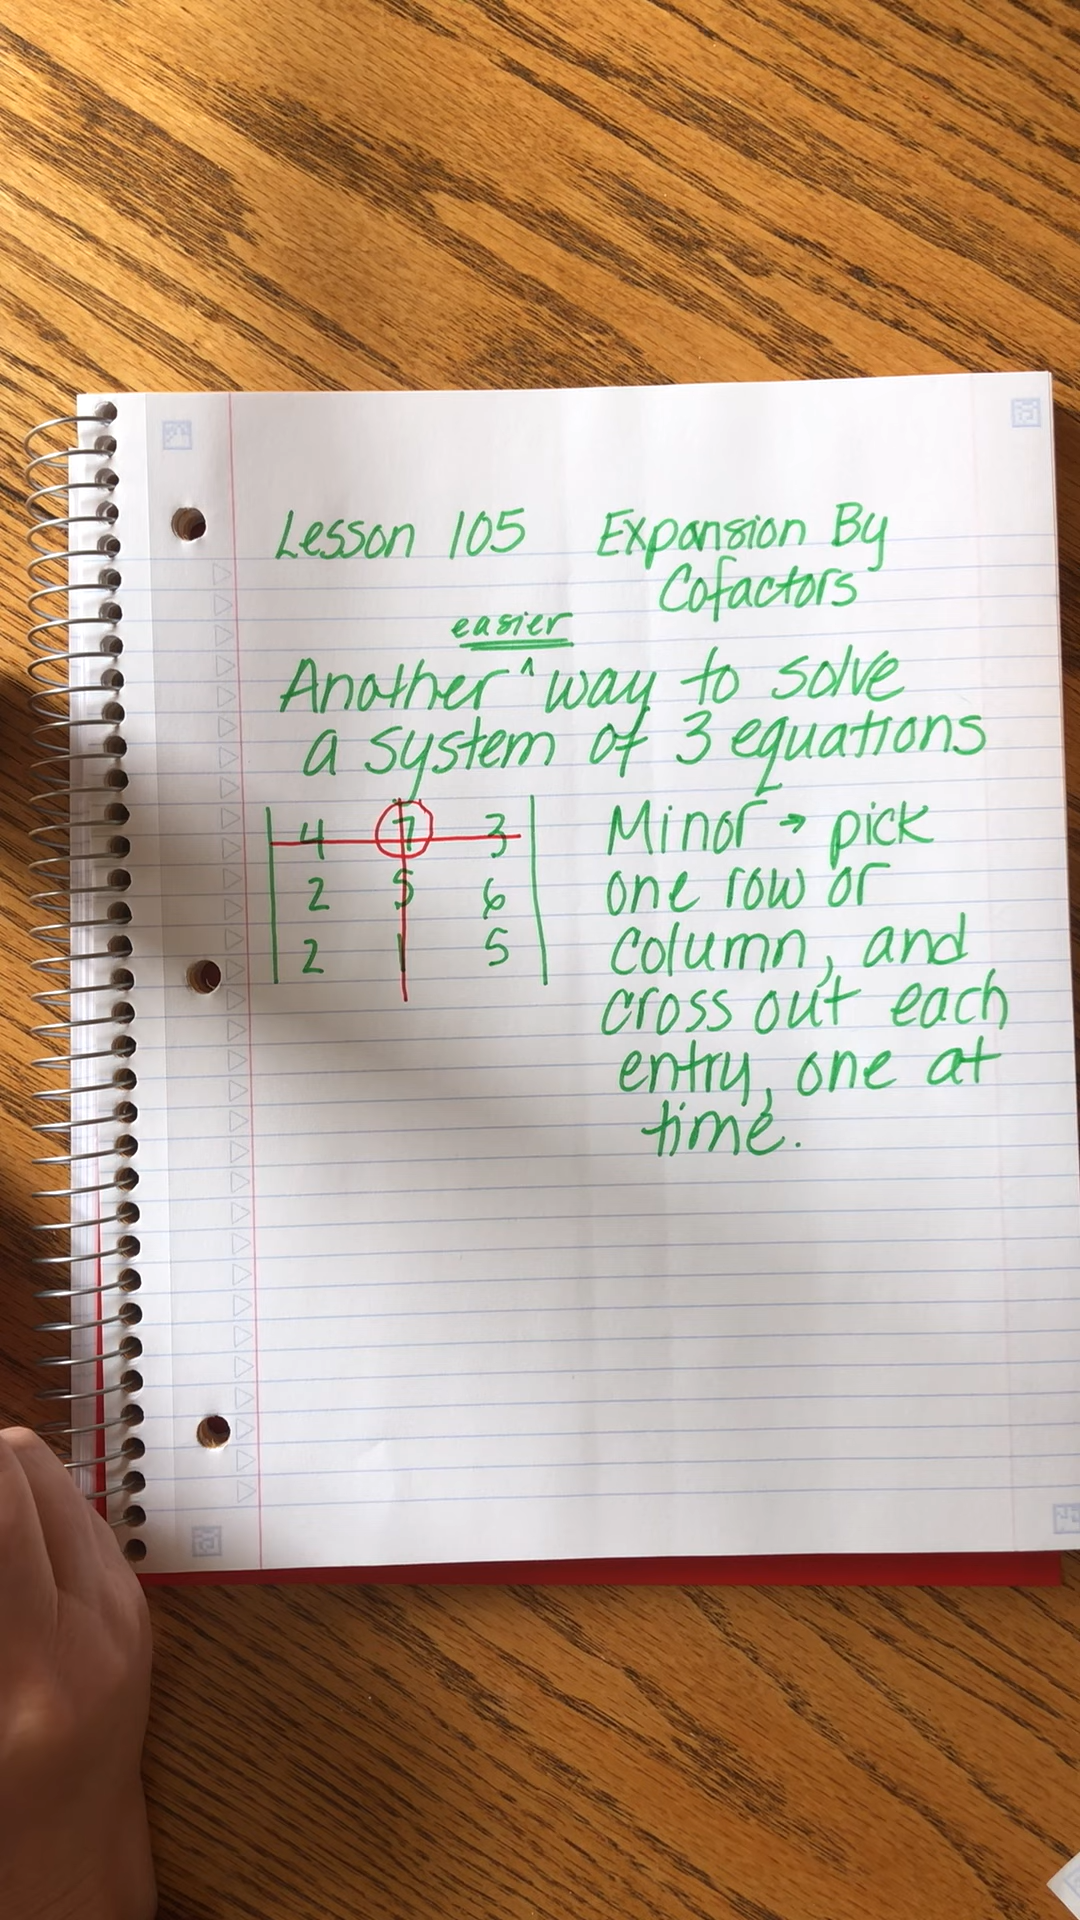 Lesson 105 Expansion By
Cofactors
easier
Another ^ way to solve
a system of 3 equations
4 7 3
2 5 6
2 1 5
Minor → pick
one row or
column, and
cross out each
entry, one at
time.